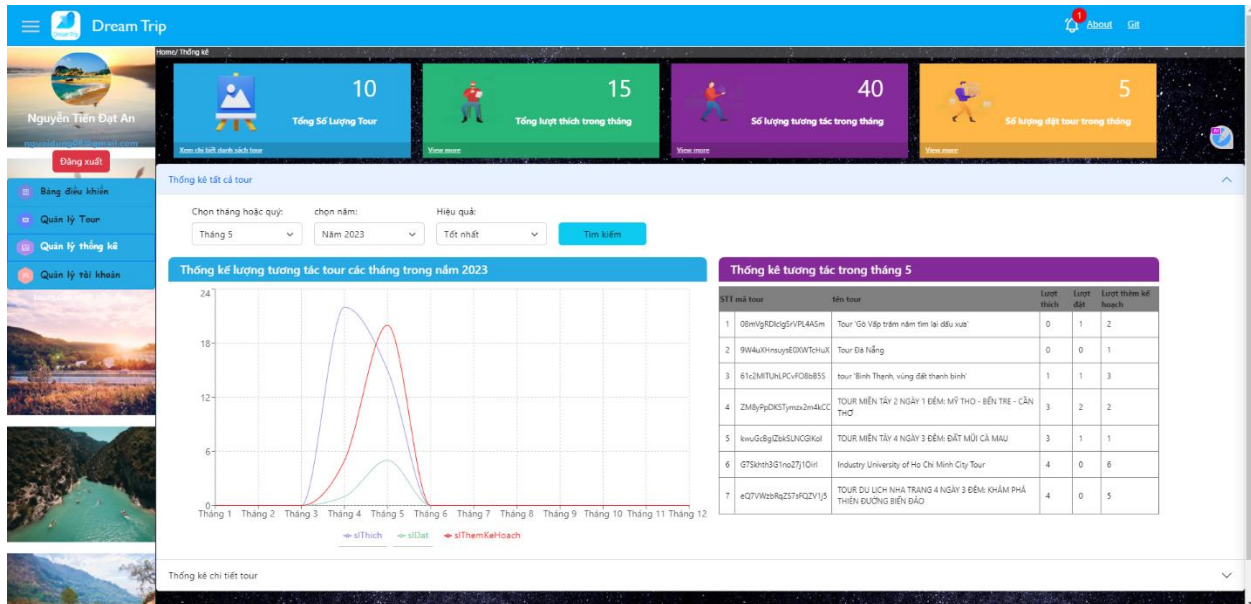 Dream Trip
1
About Git
Home/ Thống kê
Nguyễn Tiến Đạt An
Đăng xuất
Bảng điều khiển
Quản lý Tour
Quản lý thống kê
Quản lý tài khoản
10
Tổng Số Lượng Tour
Xem chi tiết danh sách tour
15
Tổng lượt thích trong tháng
View more
40
Số lượng tương tác trong tháng
View more
5
Số lượng đặt tour trong tháng
View more
Thống kê tất cả tour
Chọn tháng hoặc quý: chọn năm: Hiệu quả:
Tháng 5 Năm 2023 Tốt nhất Tìm kiếm
Thống kế lượng tương tác tour các tháng trong năm 2023
24
18
12
6
0
Tháng 1 Tháng 2 Tháng 3 Tháng 4 Tháng 5 Tháng 6 Tháng 7 Tháng 8 Tháng 9 Tháng 10 Tháng 11 Tháng 12
slThich slDat slThemKeHoach
Thống kê tương tác trong tháng 5
STT mã tour tên tour Lượt thích Lượt đặt Lượt thêm kế hoạch
1 Tour 'Gò Vấp trăm năm tìm lại dấu xưa' 0 1 2
2 Tour Đà Nẵng 0 0 1
3 tour 'Bình Thạnh, vùng đất thanh bình' 1 1 3
4 TOUR MIỀN TÂY 2 NGÀY 1 ĐÊM: MỸ THO - BẾN TRE - CẦN THƠ 3 2 2
5 TOUR MIỀN TÂY 4 NGÀY 3 ĐÊM: ĐẤT MŨI CÀ MAU 3 1 1
6 Industry University of Ho Chi Minh City Tour 4 0 6
7 TOUR DU LỊCH NHA TRANG 4 NGÀY 3 ĐÊM: KHÁM PHÁ THIÊN ĐƯỜNG BIỂN ĐẢO 4 0 5
Thống kê chi tiết tour